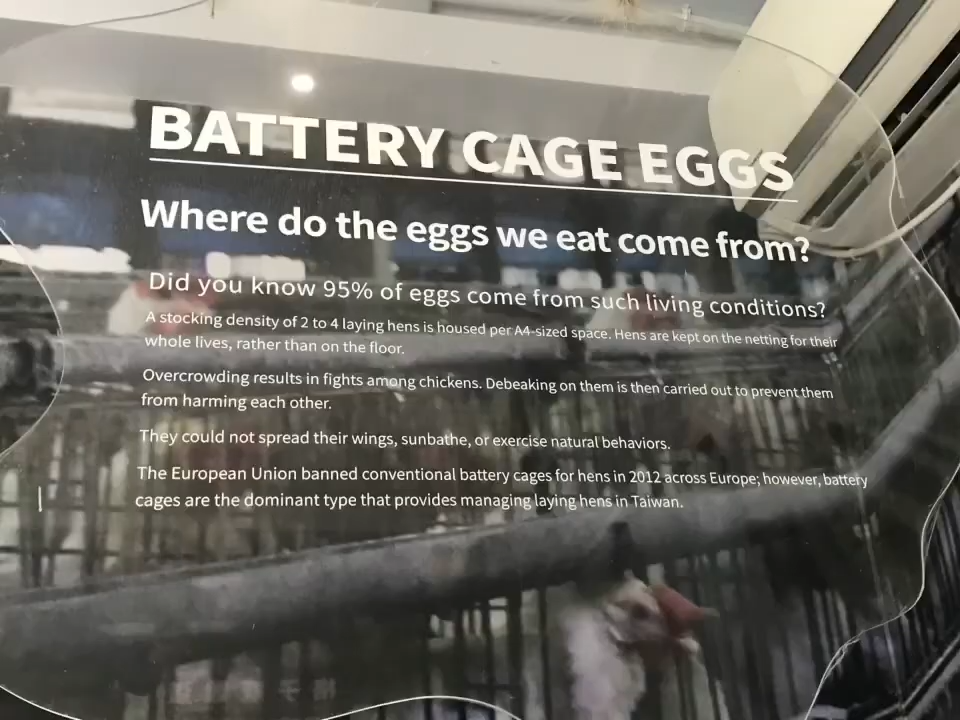 BATTERY CAGE EGGS
Where do the eggs we eat come from?
Did you know 95% of eggs come from such living conditions?
A stocking density of 2 to 4 laying hens is housed per A4-sized space. Hens are kept on the netting for their
whole lives, rather than on the floor.
Overcrowding results in fights among chickens. Debeaking on them is then carried out to prevent them
from harming each other.
They could not spread their wings, sunbathe, or exercise natural behaviors.
The European Union banned conventional battery cages for hens in 2012 across Europe; however, battery
cages are the dominant type that provides managing laying hens in Taiwan.